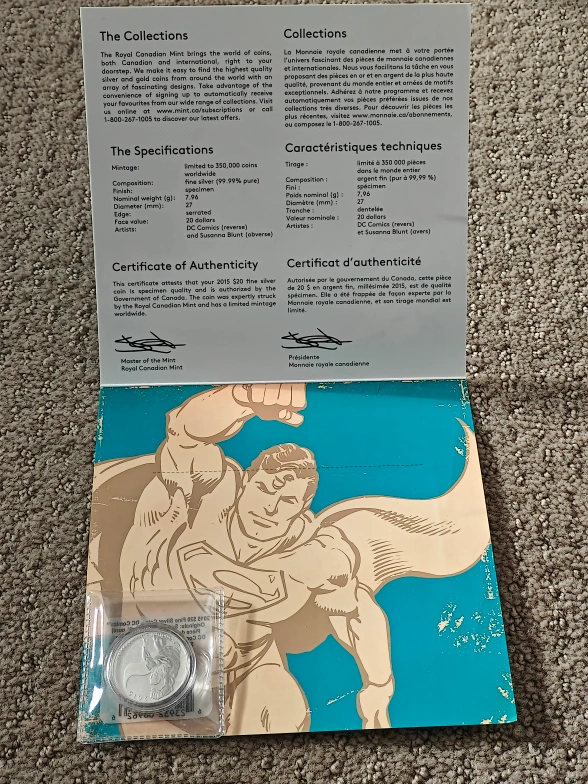 The Collections
The Royal Canadian Mint brings the world of coins,
both Canadian and international, right to your
doorstep. We make it easy to find the highest quality
silver and gold coins from around the world with an
array of fascinating designs. Take advantage of the
convenience of signing up to automatically receive
your favourites from our wide range of collections. Visit
us online at www.mint.ca/subscriptions or call
1-800-267-1005 to discover our latest offers.
The Specifications
Mintage: limited to 350,000 coins
worldwide
Composition: fine silver (99.99% pure)
Finish: specimen
Nominal weight (g): 7.96
Diameter (mm): 27
Edge: serrated
Face value: 20 dollars
Artists: DC Comics (reverse)
and Susanna Blunt (obverse)
Certificate of Authenticity
This certificate attests that your 2015 $20 fine silver
coin is specimen quality and is authorized by the
Government of Canada. The coin was expertly struck
by the Royal Canadian Mint and has a limited mintage
worldwide.
Master of the Mint
Royal Canadian Mint
Collections
La Monnaie royale canadienne met à votre portée
l'univers fascinant des pièces de monnaie canadiennes
et internationales. Nous vous facilitons la tâche en vous
proposant des pièces en or et en argent de la plus haute
qualité, provenant du monde entier et ornées de motifs
exceptionnels. Adhérez à notre programme et recevez
automatiquement vos pièces préférées issues de nos
collections très diverses. Pour découvrir les pièces les
plus récentes, visitez www.monnaie.ca/abonnements,
ou composez le 1-800-267-1005.
Caractéristiques techniques
Tirage : limité à 350 000 pièces
dans le monde entier
Composition : argent fin (pur à 99,99 %)
Fini : spécimen
Poids nominal (g) : 7,96
Diamètre (mm) : 27
Tranche : dentelée
Valeur nominale : 20 dollars
Artistes : DC Comics (revers)
et Susanna Blunt (avers)
Certificat d'authenticité
Autorisée par le gouvernement du Canada, cette pièce
de 20 $ en argent fin, millésimée 2015, est de qualité
spécimen. Elle a été frappée de façon experte par la
Monnaie royale canadienne, et son tirage mondial est
limité.
Présidente
Monnaie royale canadienne